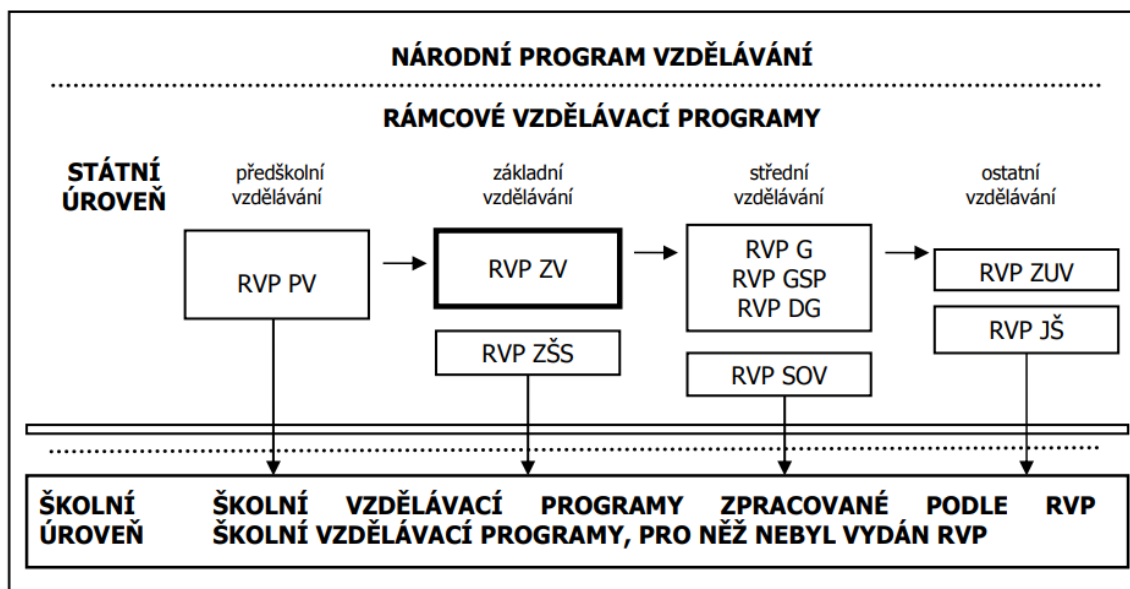 NÁRODNÍ PROGRAM VZDĚLÁVÁNÍ
RÁMCOVÉ VZDĚLÁVACÍ PROGRAMY
STÁTNÍ
ÚROVEŇ
předškolní
vzdělávání
základní
vzdělávání
střední
vzdělávání
ostatní
vzdělávání
RVP PV
RVP ZV
RVP ZŠS
RVP G
RVP GSP
RVP DG
RVP SOV
RVP ZUV
RVP JŠ
ŠKOLNÍ
ÚROVEŇ
ŠKOLNÍ VZDĚLÁVACÍ PROGRAMY ZPRACOVANÉ PODLE RVP
ŠKOLNÍ VZDĚLÁVACÍ PROGRAMY, PRO NĚŽ NEBYL VYDÁN RVP